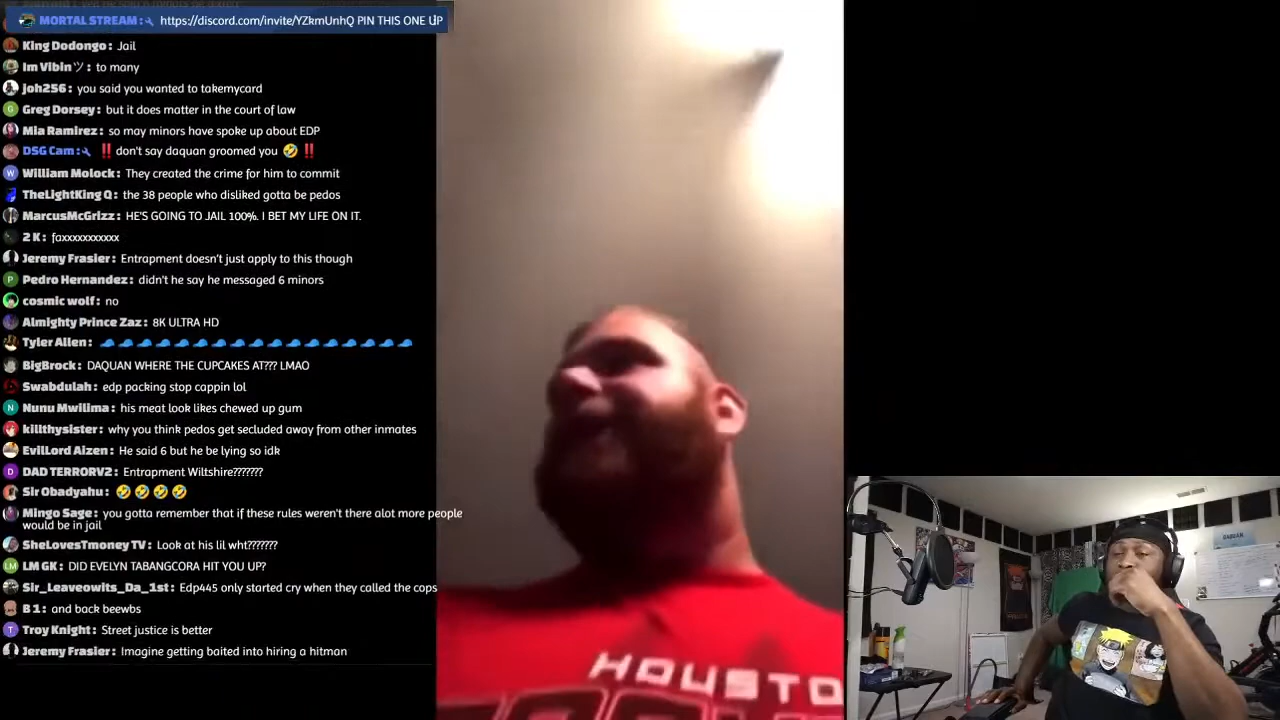 MORTAL STREAM: https://discord.com/invite/YZkmUnhQ PIN THIS ONE UP
King Dodongo: Jail
Im Vibinツ: to many
joh256: you said you wanted to takemycard
Greg Dorsey: but it does matter in the court of law
Mia Ramirez: so may minors have spoke up about EDP
DSG Cam: ‼️ don't say daquan groomed you 🤣 ‼️
William Molock: They created the crime for him to commit
TheLightKing Q: the 38 people who disliked gotta be pedos
MarcusMcGrizz: HE'S GOING TO JAIL 100%. I BET MY LIFE ON IT.
2 K: faxxxxxxxxxxx
Jeremy Frasier: Entrapment doesn't just apply to this though
Pedro Hernandez: didn't he say he messaged 6 minors
cosmic wolf: no
Almighty Prince Zaz: 8K ULTRA HD
Tyler Allen: 🧢🧢🧢🧢🧢🧢🧢🧢🧢🧢🧢🧢🧢🧢🧢🧢🧢
BigBrock: DAQUAN WHERE THE CUPCAKES AT??? LMAO
Swabdulah: edp packing stop cappin lol
Nunu Mwilima: his meat look likes chewed up gum
killthysister: why you think pedos get secluded away from other inmates
EvilLord Aizen: He said 6 but he be lying so idk
DAD TERRORV2: Entrapment Wiltshire???????
Sir Obadyahu: 🤣🤣🤣🤣
Mingo Sage: you gotta remember that if these rules weren't there alot more people
would be in jail
SheLovesTmoney TV: Look at his lil wht???????
LM GK: DID EVELYN TABANGCORA HIT YOU UP?
Sir_Leaveowits_Da_1st: Edp445 only started cry when they called the cops
B 1: and back beewbs
Troy Knight: Street justice is better
Jeremy Frasier: Imagine getting baited into hiring a hitman
HOUSTO